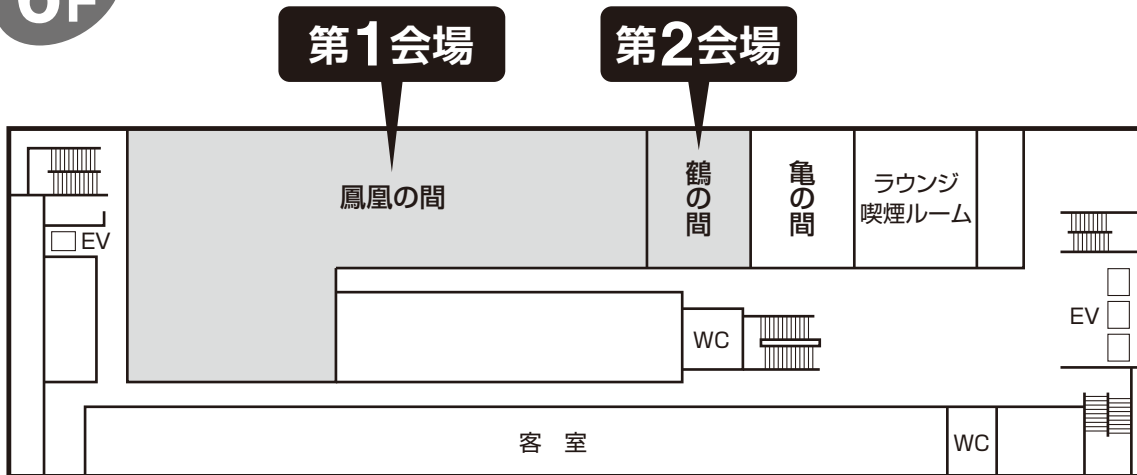 6F
第1会場
第2会場
鳳凰の間
鶴の間
亀の間
ラウンジ
喫煙ルーム
EV
EV
WC
客 室
WC